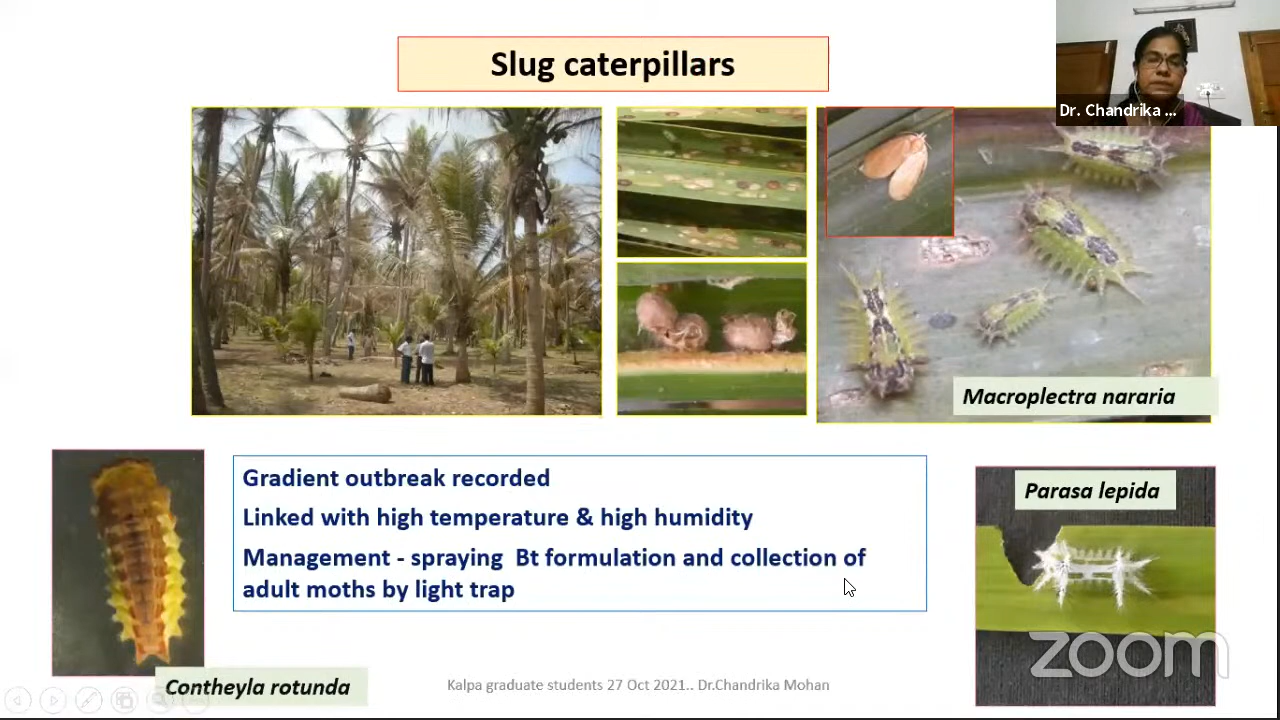 Slug caterpillars
Dr. Chandrika ...
Macroplectra nararia
Gradient outbreak recorded
Linked with high temperature & high humidity
Management - spraying Bt formulation and collection of
adult moths by light trap
Parasa lepida
Contheyla rotunda
Kalpa graduate students 27 Oct 2021.. Dr.Chandrika Mohan
zoom